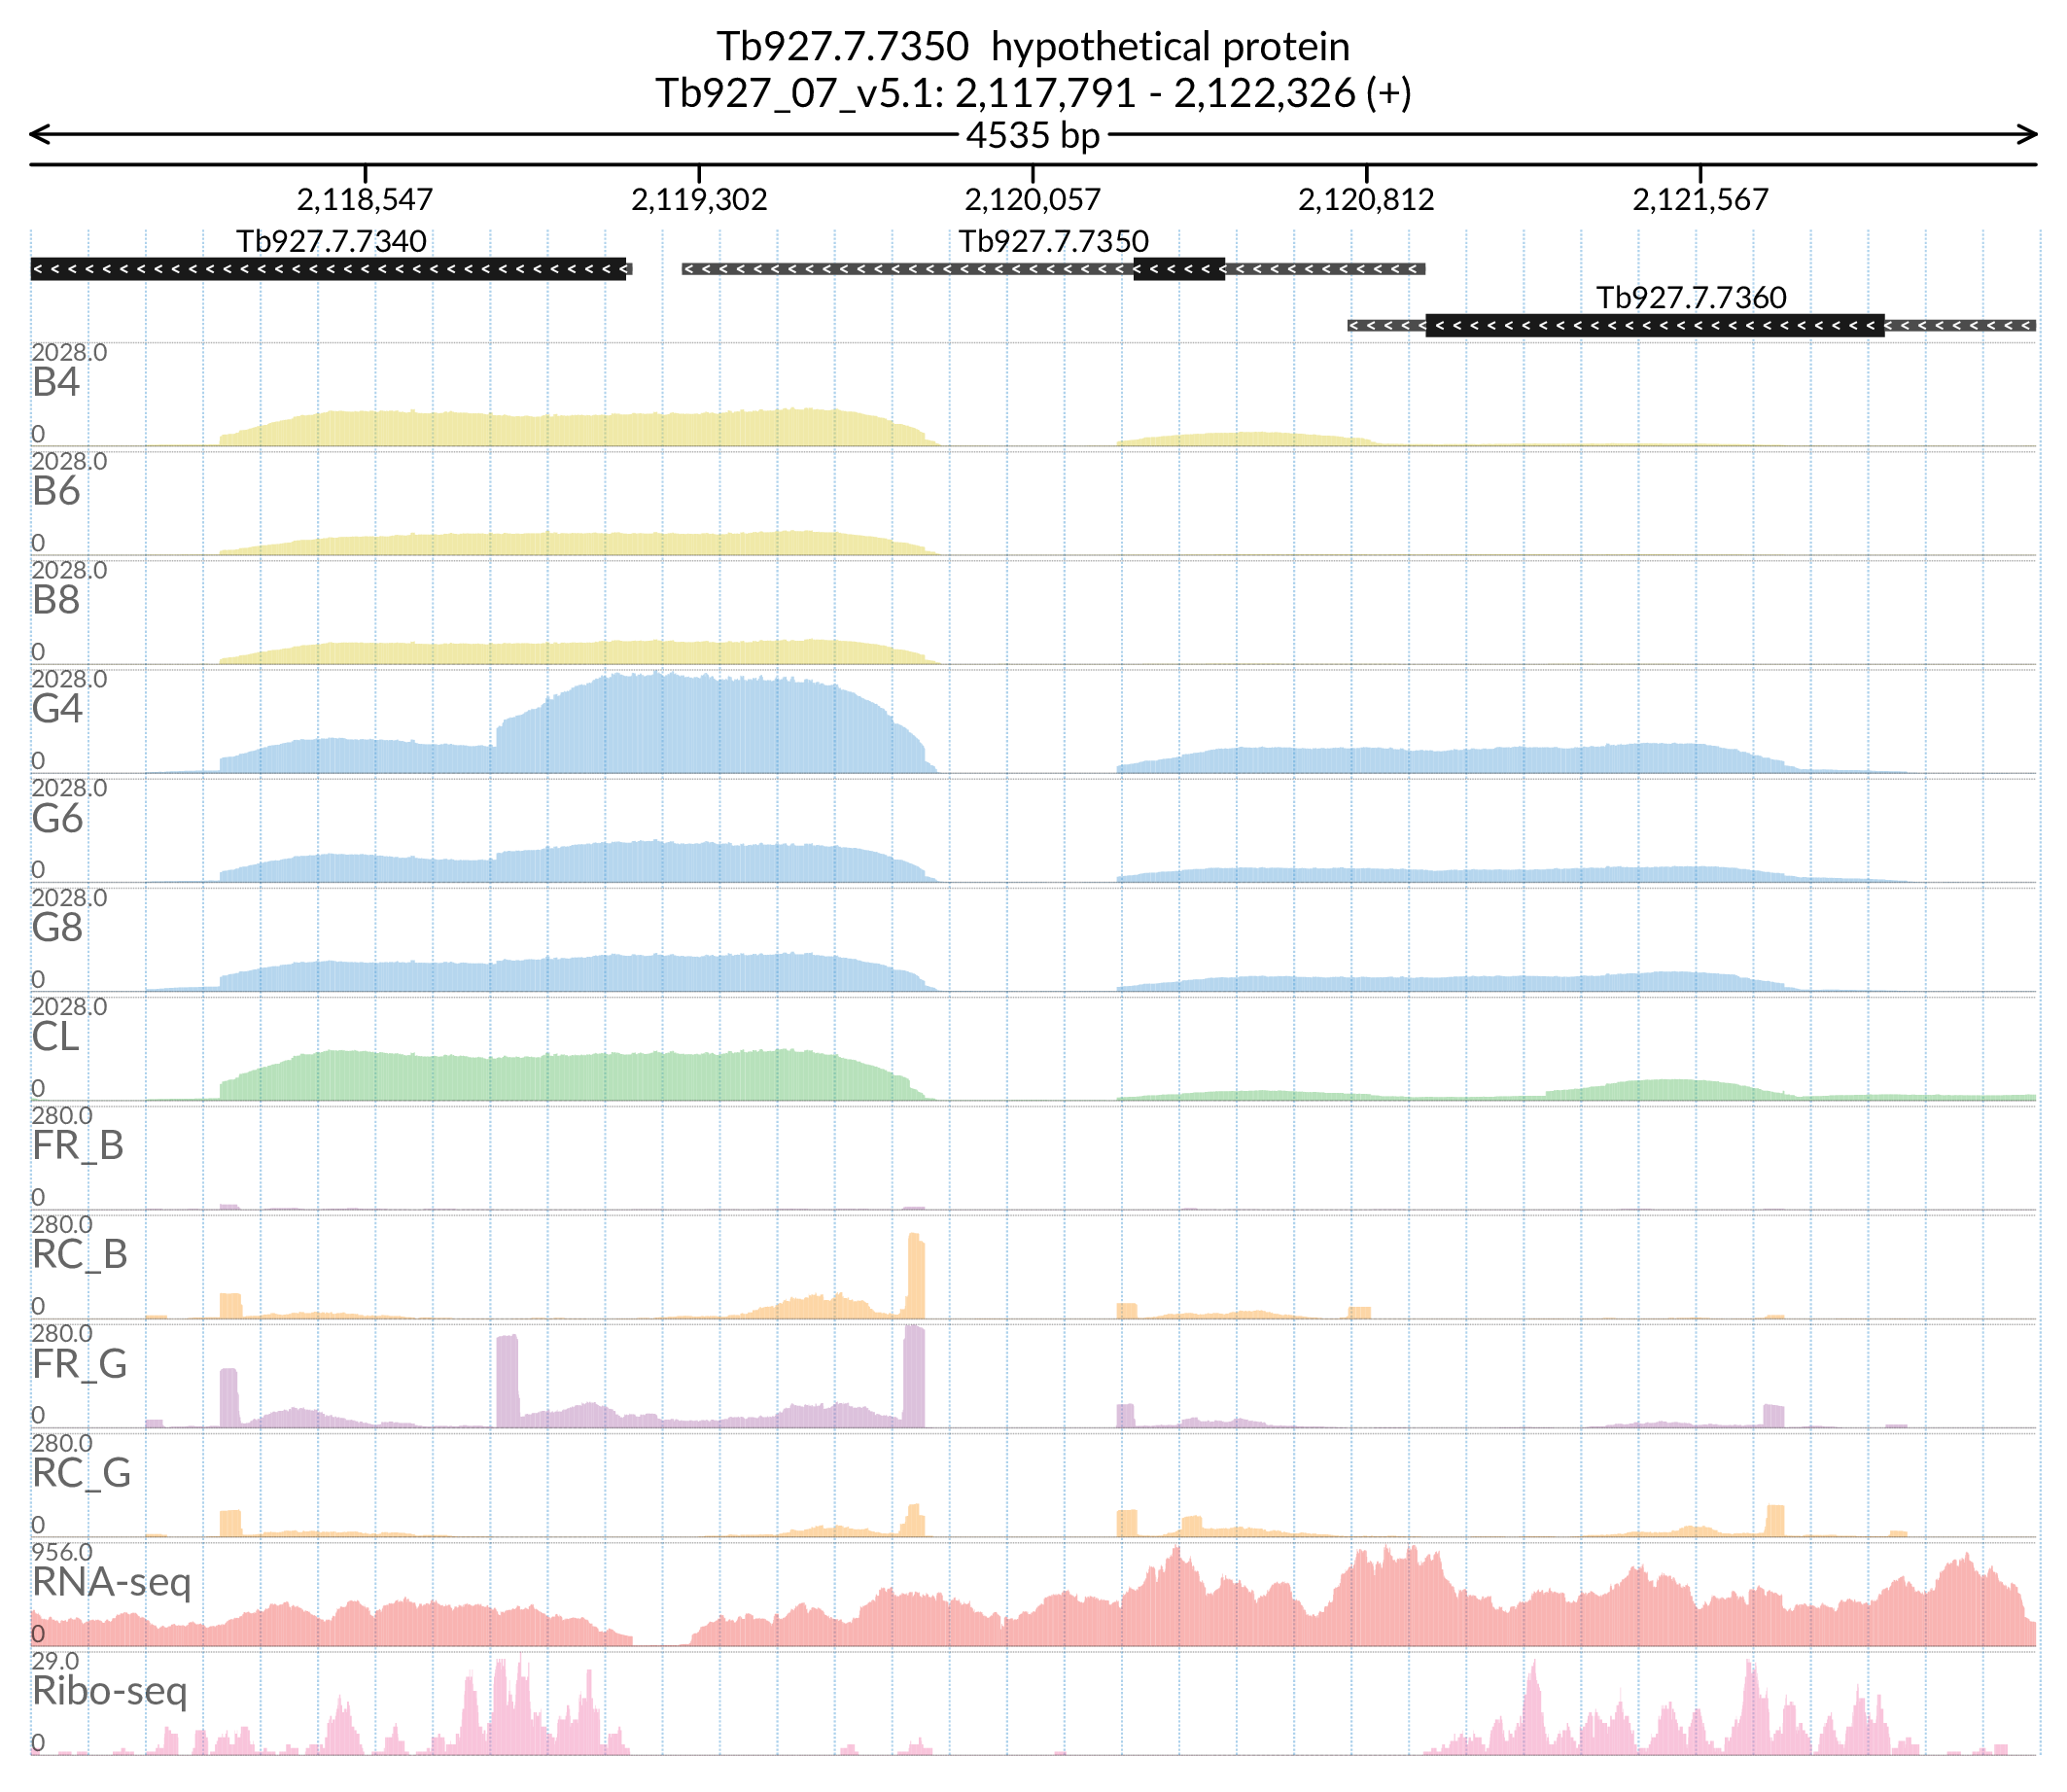 Tb927.7.7350 hypothetical protein
Tb927_07_v5.1: 2,117,791 - 2,122,326 (+)
4535 bp
2,118,547 2,119,302 2,120,057 2,120,812 2,121,567
Tb927.7.7340 Tb927.7.7350
Tb927.7.7360
2028.0
B4
0
2028.0
B6
0
2028.0
B8
0
2028.0
G4
0
2028.0
G6
0
2028.0
G8
0
2028.0
CL
0
280.0
FR_B
0
280.0
RC_B
0
280.0
FR_G
0
280.0
RC_G
0
956.0
RNA-seq
0
29.0
Ribo-seq
0